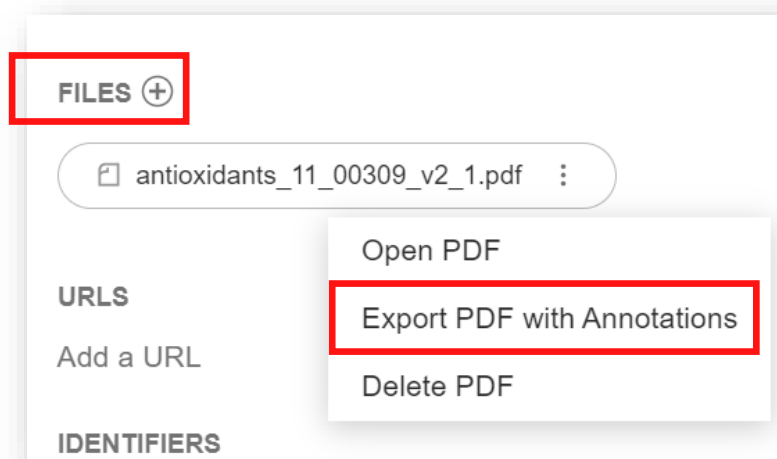 FILES
antioxidants_11_00309_v2_1.pdf
Open PDF
URLS
Export PDF with Annotations
Add a URL
Delete PDF
IDENTIFIERS